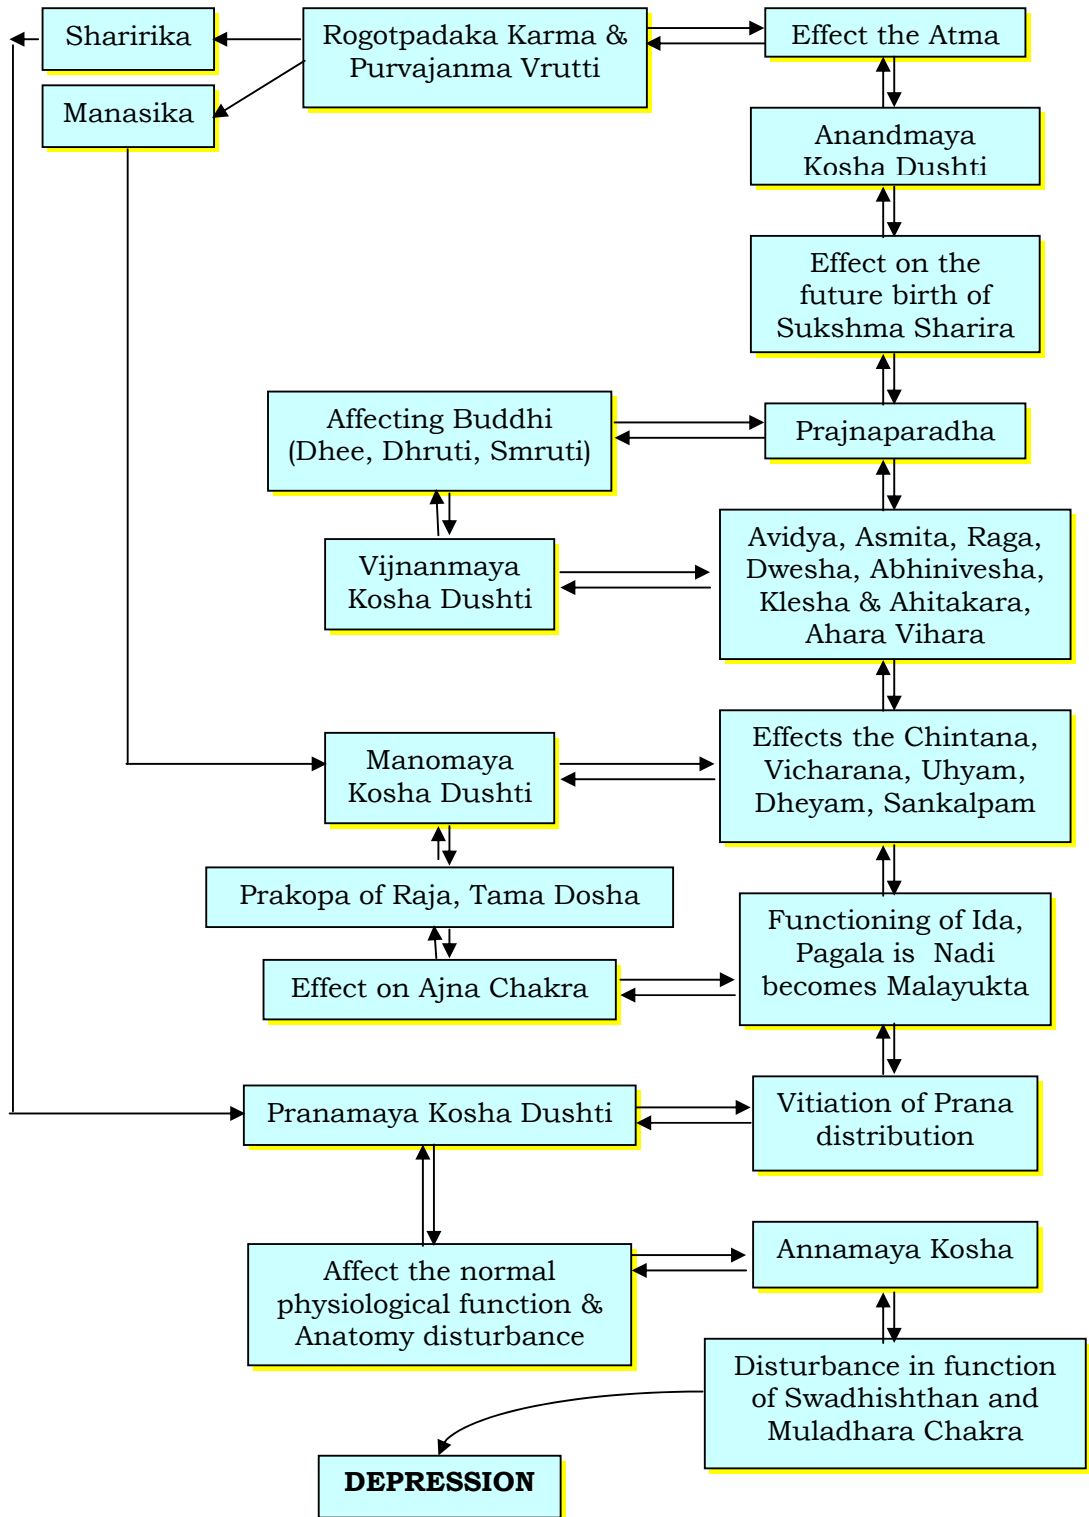 Sharirika
Rogotpadaka Karma &
Purvajanma Vrutti
Effect the Atma
Manasika
Anandmaya
Kosha Dushti
Effect on the
future birth of
Sukshma Sharira
Affecting Buddhi
(Dhee, Dhruti, Smruti)
Prajnaparadha
Vijnanmaya
Kosha Dushti
Avidya, Asmita, Raga,
Dwesha, Abhinivesha,
Klesha & Ahitakara,
Ahara Vihara
Manomaya
Kosha Dushti
Effects the Chintana,
Vicharana, Uhyam,
Dheyam, Sankalpam
Prakopa of Raja, Tama Dosha
Functioning of Ida,
Pagala is Nadi
becomes Malayukta
Effect on Ajna Chakra
Pranamaya Kosha Dushti
Vitiation of Prana
distribution
Affect the normal
physiological function &
Anatomy disturbance
Annamaya Kosha
Disturbance in function
of Swadhishthan and
Muladhara Chakra
DEPRESSION